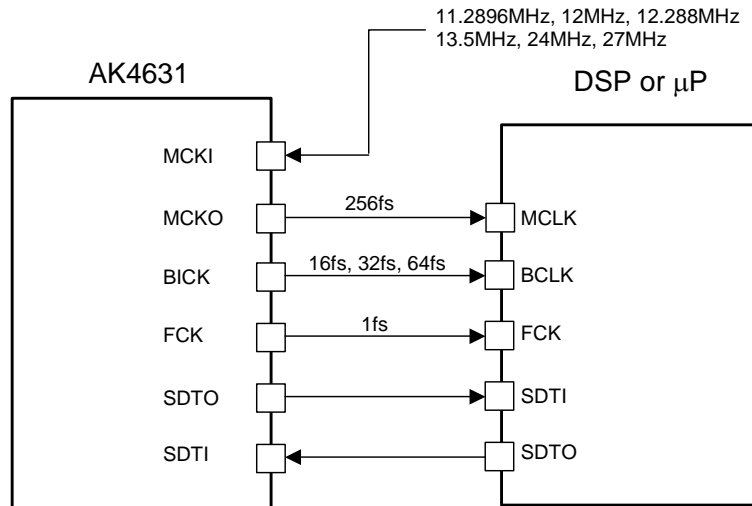 11.2896MHz, 12MHz, 12.288MHz
13.5MHz, 24MHz, 27MHz
AK4631
DSP or μP
MCKI
MCKO
256fs
MCLK
BICK
16fs, 32fs, 64fs
BCLK
FCK
1fs
FCK
SDTO
SDTI
SDTI
SDTO